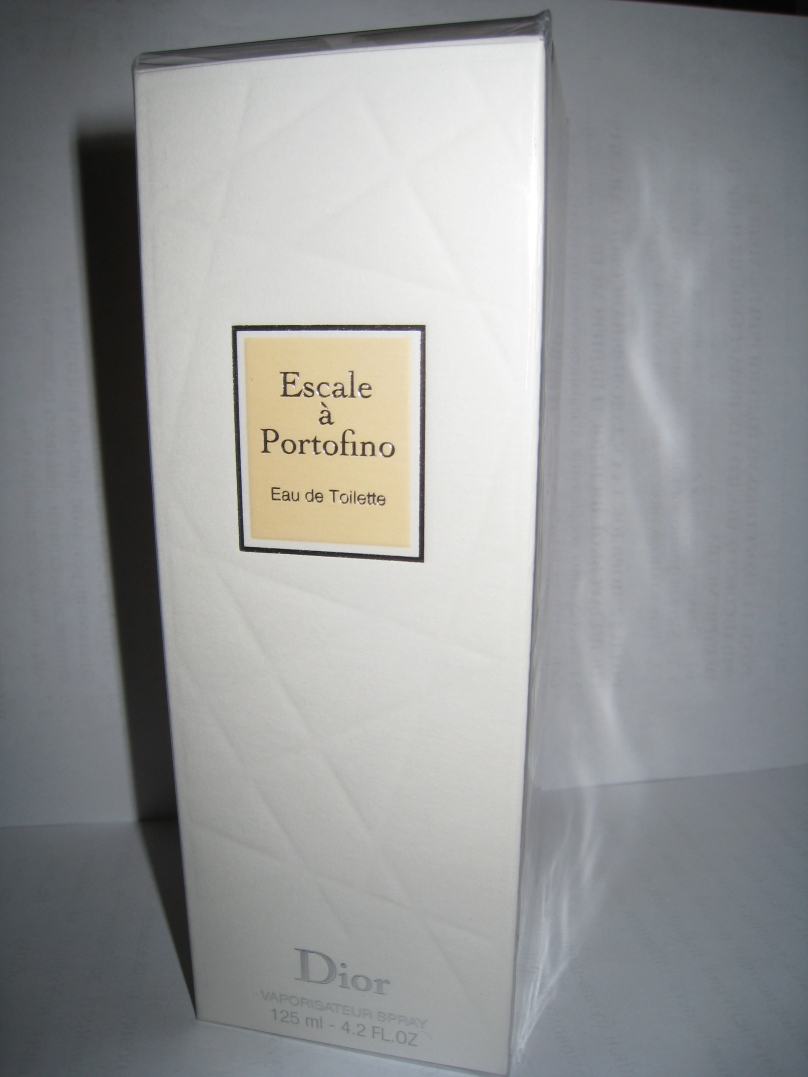 Escale
à
Portofino
Eau de Toilette
Dior
VAPORISATEUR SPRAY
125 ml - 4.2 FL.OZ